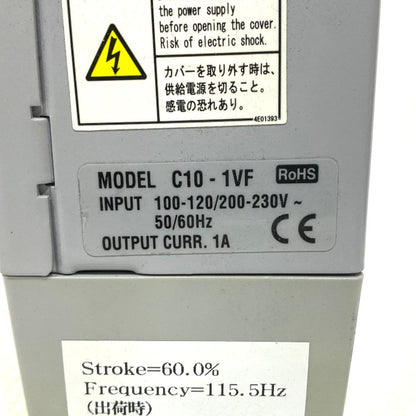 the power supply
before opening the cover.
Risk of electric shock.
カバーを取り外す時は、
供給電源を切ること。
感電の恐れあり。
4E01393
MODEL C10 - 1VF RoHS
INPUT 100-120/200-230V ~
50/60Hz
OUTPUT CURR. 1A CE
Stroke=60.0%
Frequency=115.5Hz
(出荷時)